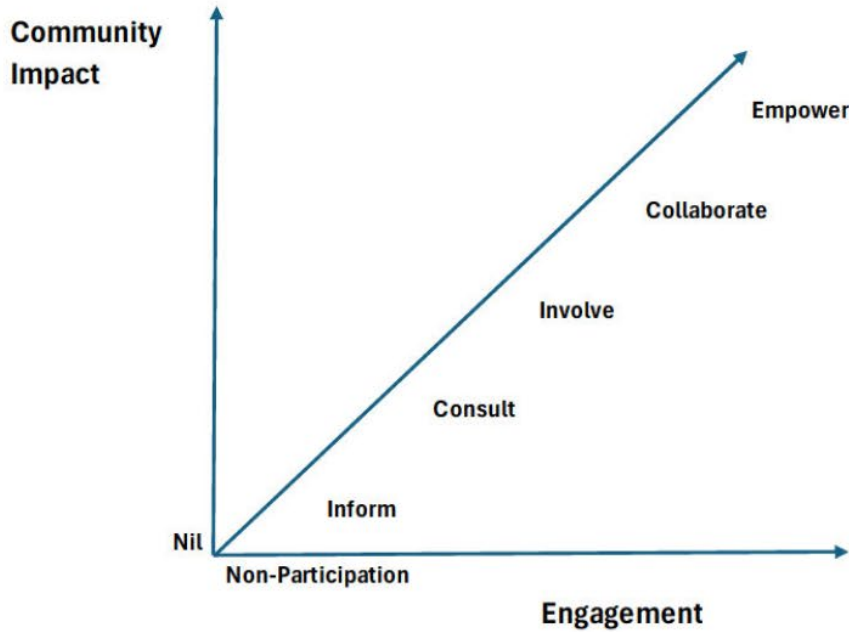 Community
Impact
Empower
Collaborate
Involve
Consult
Inform
Nil
Non-Participation
Engagement